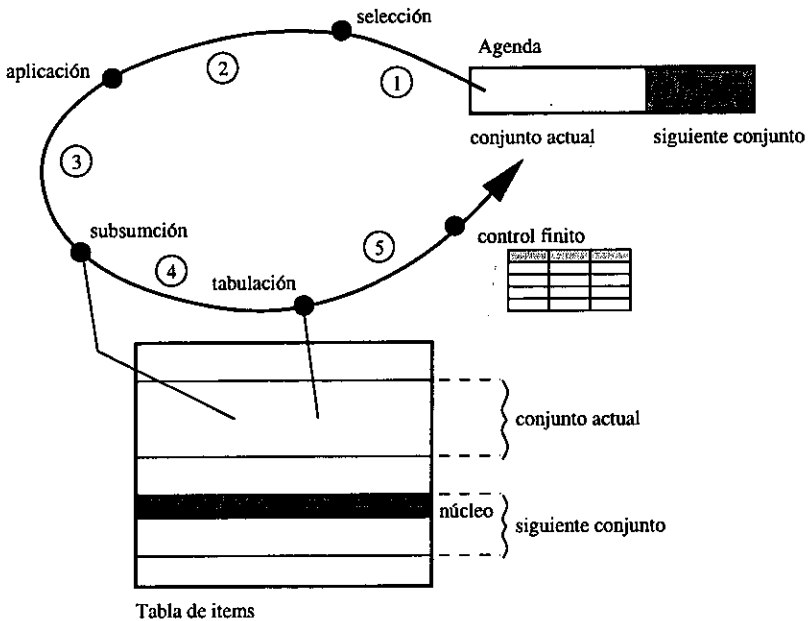 selección
Agenda
aplicación
2
1
conjunto actual
siguiente conjunto
3
subsumción
control finito
5
4
tabulación
conjunto actual
núcleo
siguiente conjunto
Tabla de items